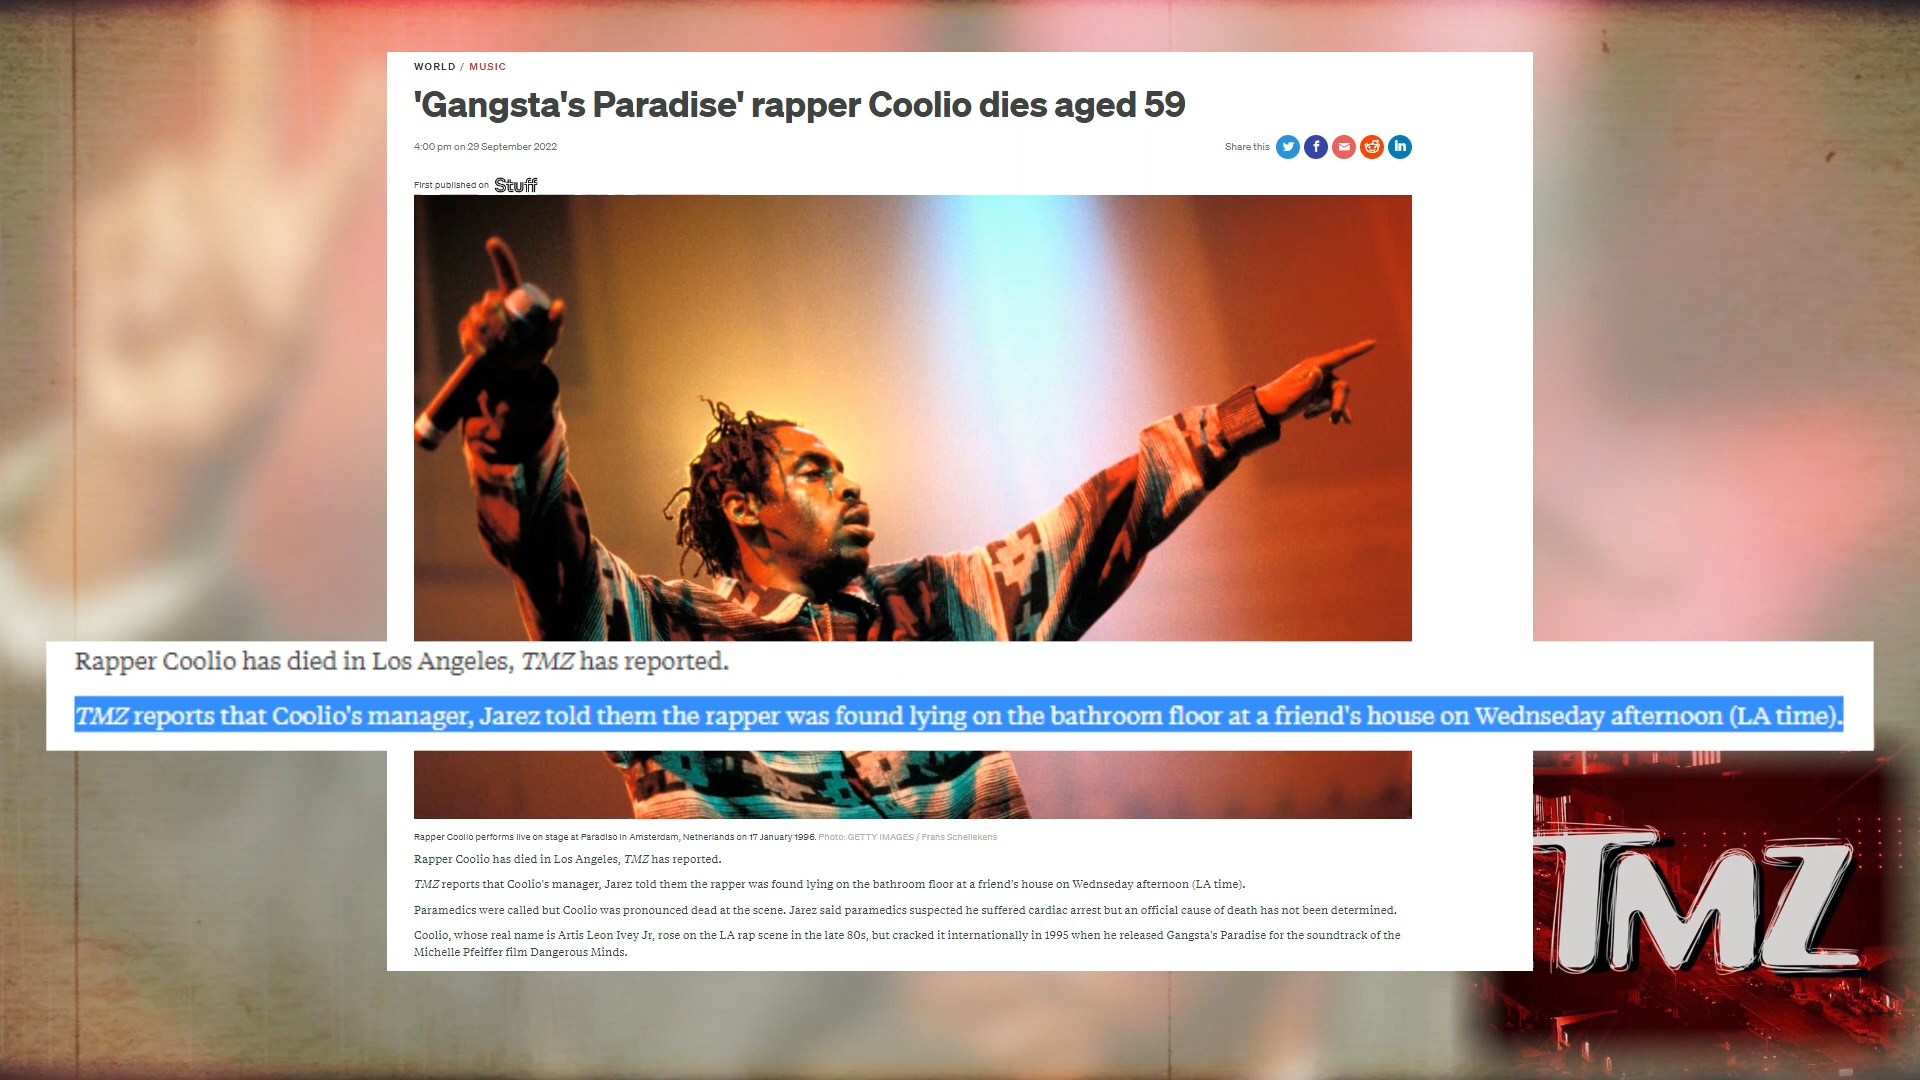 WORLD / MUSIC
'Gangsta's Paradise' rapper Coolio dies aged 59
4:00 pm on 29 September 2022
Share this
First published on Stuff
Rapper Coolio has died in Los Angeles, TMZ has reported.
TMZ reports that Coolio's manager, Jarez told them the rapper was found lying on the bathroom floor at a friend's house on Wednseday afternoon (LA time).
Rapper Coolio performs live on stage at Paradiso in Amsterdam, Netherlands on 17 January 1996. Photo: GETTY IMAGES / Frans Schellekens
Rapper Coolio has died in Los Angeles, TMZ has reported.
TMZ reports that Coolio's manager, Jarez told them the rapper was found lying on the bathroom floor at a friend's house on Wednseday afternoon (LA time).
Paramedics were called but Coolio was pronounced dead at the scene. Jarez said paramedics suspected he suffered cardiac arrest but an official cause of death has not been determined.
Coolio, whose real name is Artis Leon Ivey Jr, rose on the LA rap scene in the late 80s, but cracked it internationally in 1995 when he released Gangsta's Paradise for the soundtrack of the
Michelle Pfeiffer film Dangerous Minds.
TMZ